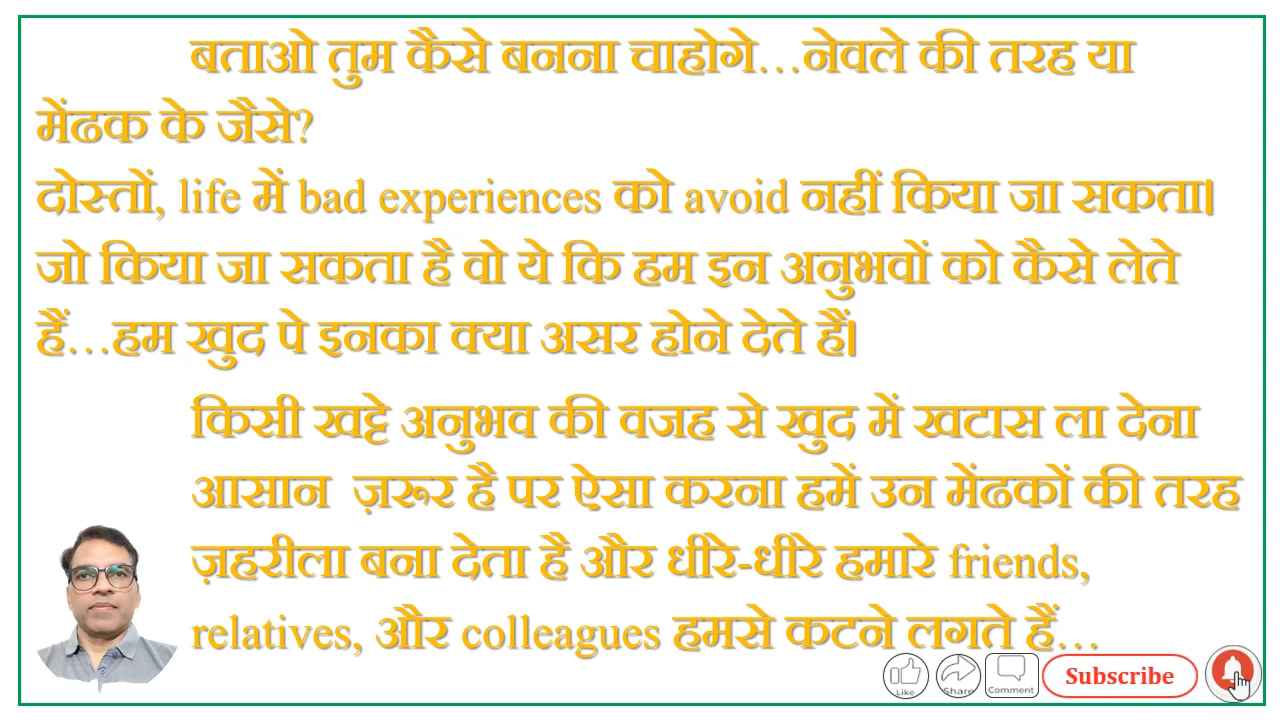 बताओ तुम कैसे बनना चाहोगे...नेवले की तरह या
मेंढक के जैसे?
दोस्तों, life में bad experiences को avoid नहीं किया जा सकता।
जो किया जा सकता है वो ये कि हम इन अनुभवों को कैसे लेते
हैं...हम खुद पे इनका क्या असर होने देते हैं।
किसी खट्टे अनुभव की वजह से खुद में खटास ला देना
आसान ज़रूर है पर ऐसा करना हमें उन मेंढकों की तरह
ज़हरीला बना देता है और धीरे-धीरे हमारे friends,
relatives, और colleagues हमसे कटने लगते हैं...
Like Share Comment Subscribe